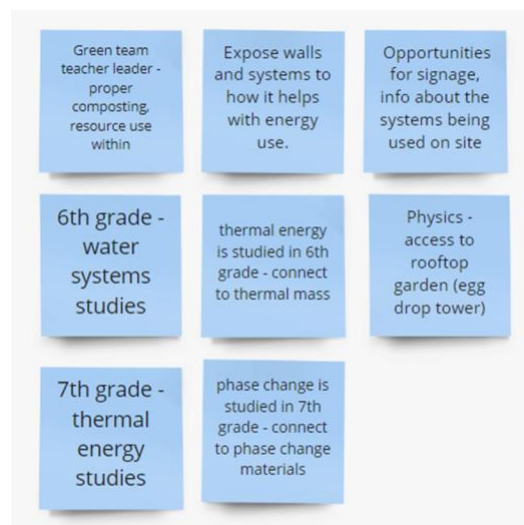 Green team
teacher leader -
proper
composting,
resource use
within
Expose walls
and systems to
how it helps
with energy
use.
Opportunities
for signage,
info about the
systems being
used on site
6th grade -
water
systems
studies
thermal energy
is studied in 6th
grade - connect
to thermal mass
Physics -
access to
rooftop
garden (egg
drop tower)
7th grade -
thermal
energy
studies
phase change is
studied in 7th
grade - connect
to phase change
materials